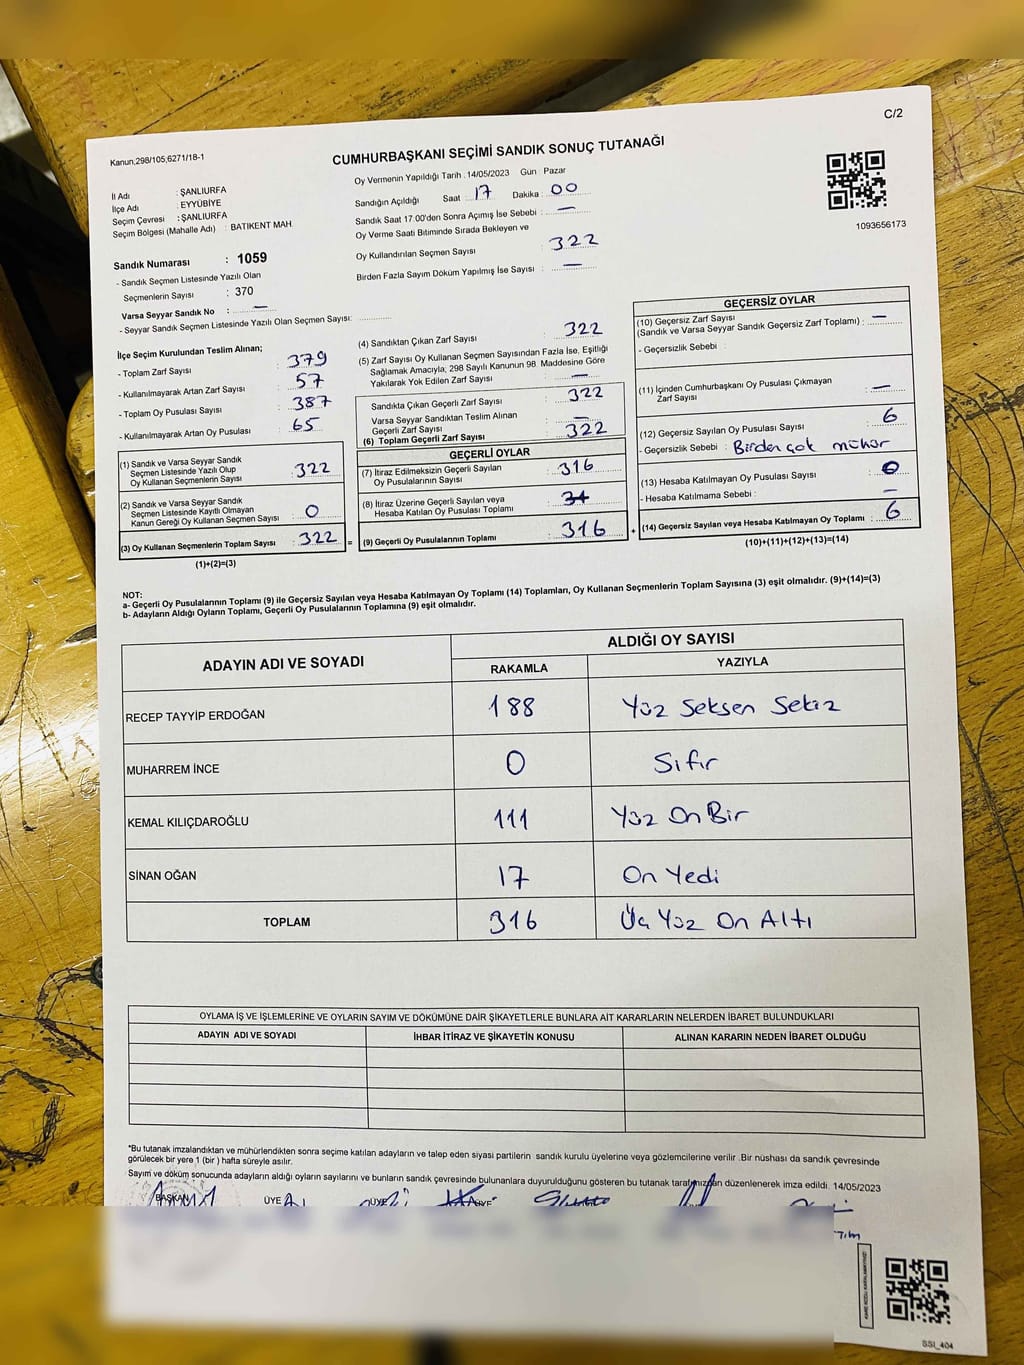 C/2
Kanun,298/105,6271/18-1
CUMHURBAŞKANI SEÇİMİ SANDIK SONUÇ TUTANAĞI
İl Adı : ŞANLIURFA
İlçe Adı : EYYÜBİYE
Seçim Çevresi : ŞANLIURFA
Seçim Bölgesi (Mahalle Adı) : BATIKENT MAH
Oy Vermenin Yapıldığı Tarih : 14/05/2023 Gün Pazar
Sandığın Açıldığı Saat : 17 Dakika : 00
Sandık Saat 17:00'den Sonra Açımış İse Sebebi : —
Oy Verme Saati Bitiminde Sırada Bekleyen ve
Oy Kullandırılan Seçmen Sayısı : 322
Birden Fazla Sayım Döküm Yapılmış İse Sayısı : —
1093656173
Sandık Numarası : 1059
- Sandık Seçmen Listesinde Yazılı Olan
Seçmenlerin Sayısı : 370
Varsa Seyyar Sandık No : —
- Seyyar Sandık Seçmen Listesinde Yazılı Olan Seçmen Sayısı:
İlçe Seçim Kurulundan Teslim Alınan;
- Toplam Zarf Sayısı : 379
- Kullanılmayarak Artan Zarf Sayısı : 57
- Toplam Oy Pusulası Sayısı : 387
- Kullanılmayarak Artan Oy Pusulası : 65
(1) Sandık ve Varsa Seyyar Sandık
Seçmen Listesinde Yazılı Olup
Oy Kullanan Seçmenlerin Sayısı : 322
(2) Sandık ve Varsa Seyyar Sandık
Seçmen Listesinde Kayıtlı Olmayan
Kanun Gereği Oy Kullanan Seçmen Sayısı : 0
(3) Oy Kullanan Seçmenlerin Toplam Sayısı : 322 =
(1)+(2)=(3)
(4) Sandıktan Çıkan Zarf Sayısı : 322
(5) Zarf Sayısı Oy Kullanan Seçmen Sayısından Fazla İse, Eşitliği
Sağlamak Amacıyla; 298 Sayılı Kanunun 98. Maddesine Göre
Yakılarak Yok Edilen Zarf Sayısı : —
Sandıkta Çıkan Geçerli Zarf Sayısı : 322
Varsa Seyyar Sandıktan Teslim Alınan
Geçerli Zarf Sayısı : —
(6) Toplam Geçerli Zarf Sayısı : 322
GEÇERLİ OYLAR
(7) İtiraz Edilmeksizin Geçerli Sayılan
Oy Pusulalarının Sayısı : 316
(8) İtiraz Üzerine Geçerli Sayılan veya
Hesaba Katılan Oy Pusulası Toplamı :
(9) Geçerli Oy Pusulalarının Toplamı : 316 +
GEÇERSİZ OYLAR
(10) Geçersiz Zarf Sayısı
(Sandık ve Varsa Seyyar Sandık Geçersiz Zarf Toplamı) : —
- Geçersizlik Sebebi :
(11) İçinden Cumhurbaşkanı Oy Pusulası Çıkmayan
Zarf Sayısı : —
(12) Geçersiz Sayılan Oy Pusulası Sayısı : 6
- Geçersizlik Sebebi : Birden çok mühür
(13) Hesaba Katılmayan Oy Pusulası Sayısı : 0
- Hesaba Katılmama Sebebi : —
(14) Geçersiz Sayılan veya Hesaba Katılmayan Oy Toplamı : 6
(10)+(11)+(12)+(13)=(14)
NOT:
a- Geçerli Oy Pusulalarının Toplamı (9) ile Geçersiz Sayılan veya Hesaba Katılmayan Oy Toplamı (14) Toplamları, Oy Kullanan Seçmenlerin Toplam Sayısına (3) eşit olmalıdır. (9)+(14)=(3)
b- Adayların Aldığı Oyların Toplamı, Geçerli Oy Pusulalarının Toplamına (9) eşit olmalıdır.
ADAYIN ADI VE SOYADI ALDIĞI OY SAYISI
RAKAMLA YAZIYLA
RECEP TAYYİP ERDOĞAN 188 Yüz Seksen Sekiz
MUHARREM İNCE 0 Sıfır
KEMAL KILIÇDAROĞLU 111 Yüz On Bir
SİNAN OĞAN 17 On Yedi
TOPLAM 316 Üç Yüz On Altı
OYLAMA İŞ VE İŞLEMLERİNE VE OYLARIN SAYIM VE DÖKÜMÜNE DAİR ŞİKAYETLERLE BUNLARA AİT KARARLARIN NELERDEN İBARET BULUNDUKLARI
ADAYIN ADI VE SOYADI İHBAR İTİRAZ VE ŞİKAYETİN KONUSU ALINAN KARARIN NEDEN İBARET OLDUĞU
*Bu tutanak imzalandıktan ve mühürlendikten sonra seçime katılan adayların ve talep eden siyasi partilerin sandık kurulu üyelerine veya gözlemcilerine verilir .Bir nüshası da sandık çevresinde
görülecek bir yere 1 (bir ) hafta süreyle asılır.
Sayım ve döküm sonucunda adayların aldığı oyların sayılarını ve bunların sandık çevresinde bulunanlara duyurulduğunu gösteren bu tutanak tarafımızdan düzenlenerek imza edildi. 14/05/2023
BAŞKAN ÜYE ÜYE ÜYE
SSI_404